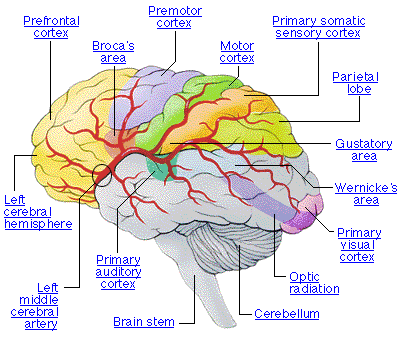 Prefrontal
cortex
Premotor
cortex
Broca's
area
Motor
cortex
Primary somatic
sensory cortex
Parietal
lobe
Gustatory
area
Wernicke's
area
Primary
visual
cortex
Optic
radiation
Cerebellum
Brain stem
Primary
auditory
cortex
Left
middle
cerebral
artery
Left
cerebral
hemisphere